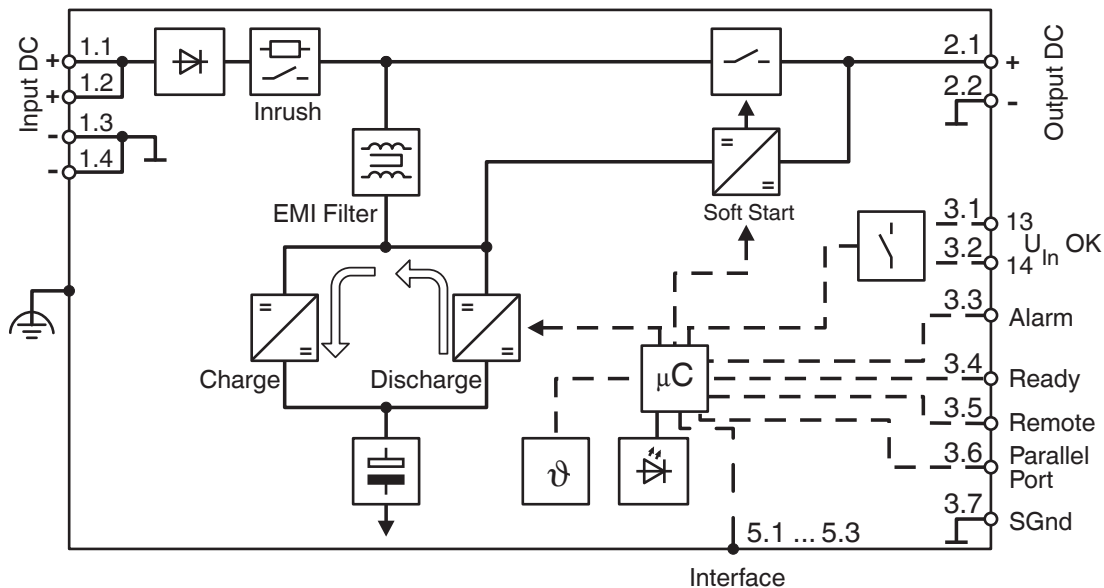 Input DC
+ 1.1
+ 1.2
- 1.3
- 1.4
Inrush
EMI Filter
Charge
Discharge
=
=
=
=
=
=
Soft Start
µC
ϑ
2.1 +
2.2 -
Output DC
3.1 13
3.2 14
UIn OK
3.3 Alarm
3.4 Ready
3.5 Remote
3.6 Parallel
Port
3.7 SGnd
5.1 ... 5.3
Interface